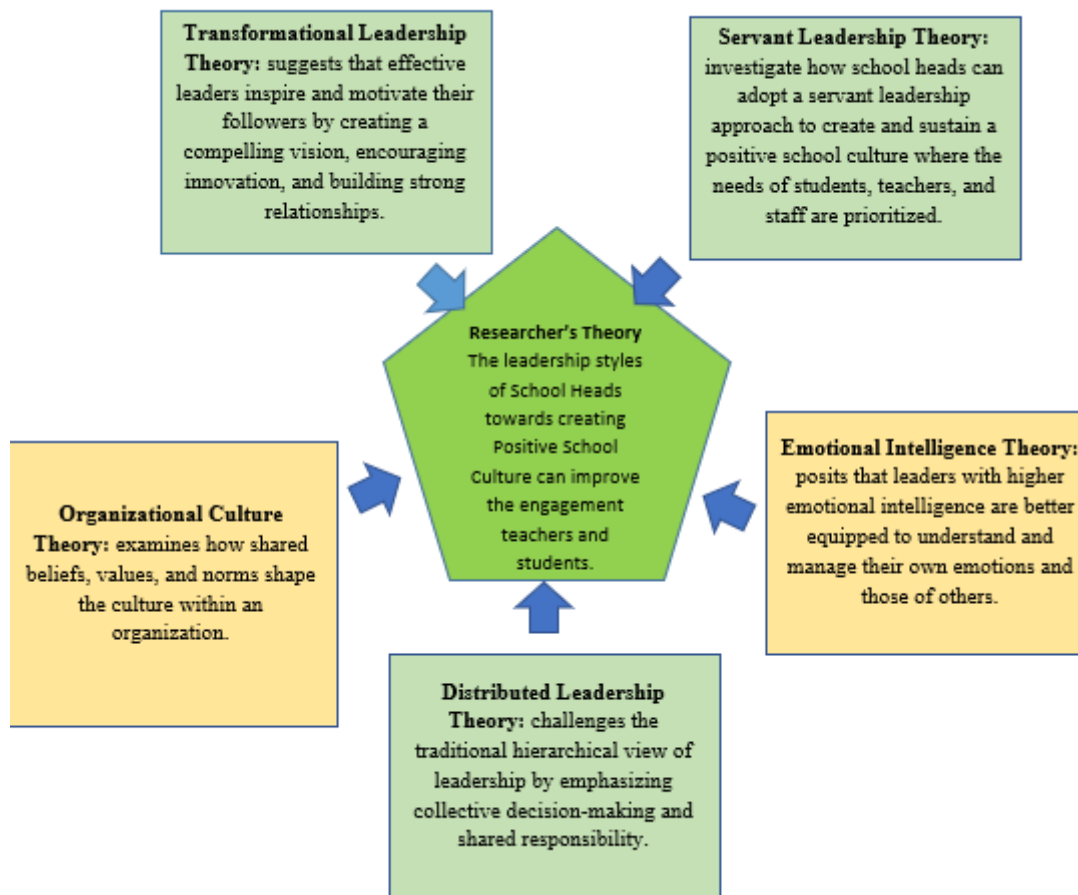 Transformational Leadership
Theory: suggests that effective
leaders inspire and motivate their
followers by creating a
compelling vision, encouraging
innovation, and building strong
relationships.
Servant Leadership Theory:
investigate how school heads can
adopt a servant leadership
approach to create and sustain a
positive school culture where the
needs of students, teachers, and
staff are prioritized.
Researcher's Theory
The leadership styles
of School Heads
towards creating
Positive School
Culture can improve
the engagement
teachers and
students.
Organizational Culture
Theory: examines how shared
beliefs, values, and norms shape
the culture within an
organization.
Emotional Intelligence Theory:
posits that leaders with higher
emotional intelligence are better
equipped to understand and
manage their own emotions and
those of others.
Distributed Leadership
Theory: challenges the
traditional hierarchical view of
leadership by emphasizing
collective decision-making and
shared responsibility.